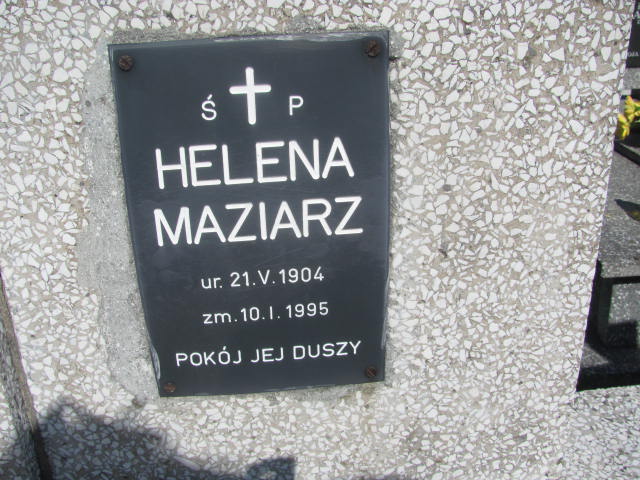 Ś P
HELENA
MAZIARZ
ur. 21.V.1904
zm.10.I.1995
POKÓJ JEJ DUSZY